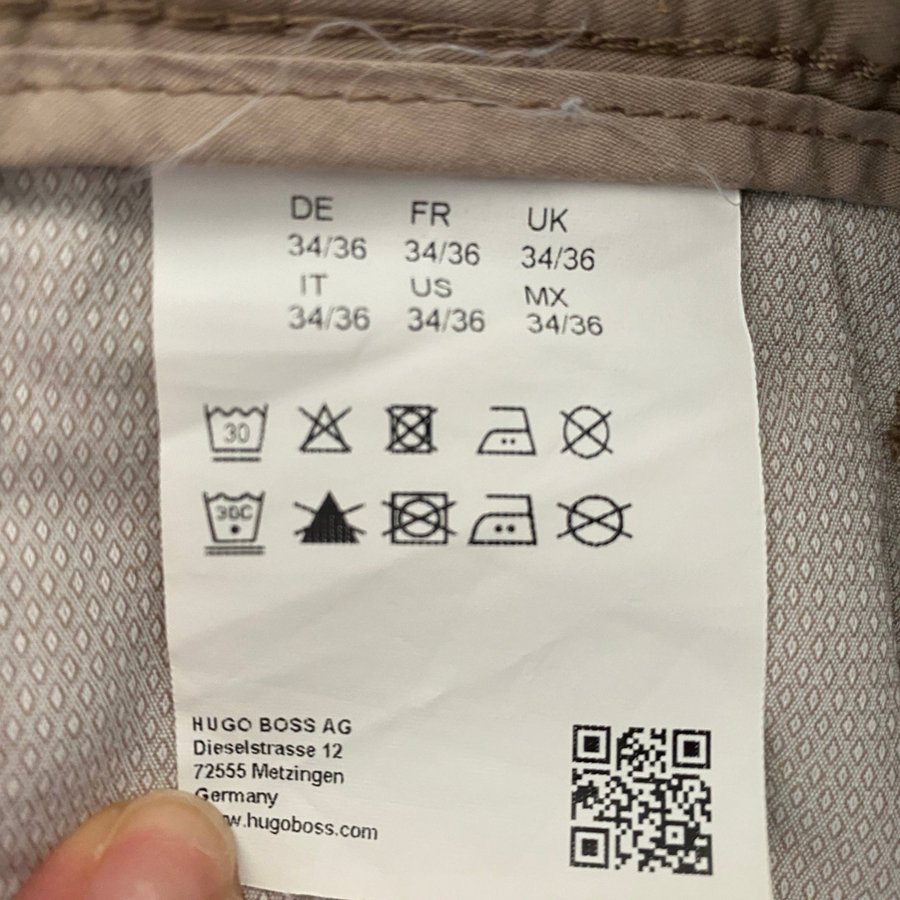 DE FR UK
34/36 34/36 34/36
IT US MX
34/36 34/36 34/36
30
30C
HUGO BOSS AG
Dieselstrasse 12
72555 Metzingen
Germany
w.hugoboss.com